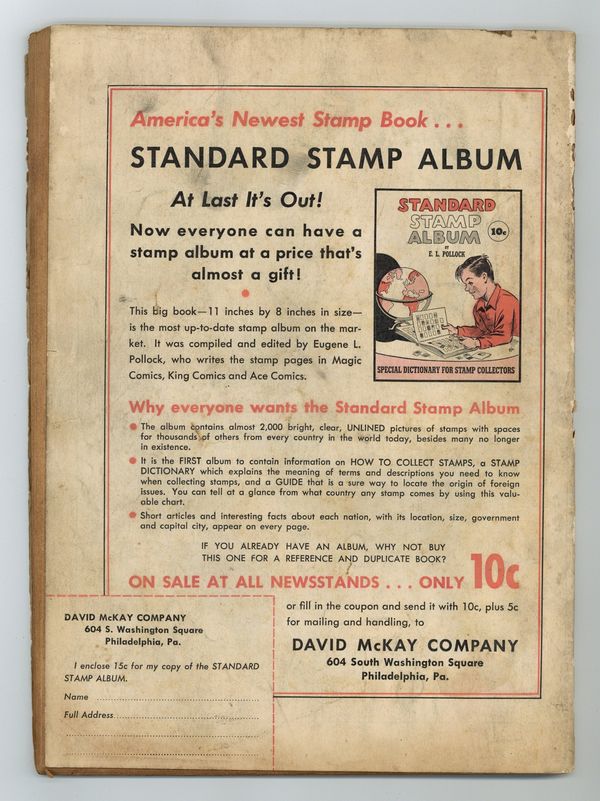 America's Newest Stamp Book . . .
STANDARD STAMP ALBUM
At Last It's Out!
Now everyone can have a
stamp album at a price that's
almost a gift!
This big book—11 inches by 8 inches in size—
is the most up-to-date stamp album on the mar-
ket. It was compiled and edited by Eugene L.
Pollock, who writes the stamp pages in Magic
Comics, King Comics and Ace Comics.
STANDARD
STAMP
ALBUM
10c
BY
E. L. POLLOCK
SPECIAL DICTIONARY FOR STAMP COLLECTORS
Why everyone wants the Standard Stamp Album
The album contains almost 2,000 bright, clear, UNLINED pictures of stamps with spaces
for thousands of others from every country in the world today, besides many no longer
in existence.
It is the FIRST album to contain information on HOW TO COLLECT STAMPS, a STAMP
DICTIONARY which explains the meaning of terms and descriptions you need to know
when collecting stamps, and a GUIDE that is a sure way to locate the origin of foreign
issues. You can tell at a glance from what country any stamp comes by using this valu-
able chart.
Short articles and interesting facts about each nation, with its location, size, government
and capital city, appear on every page.
IF YOU ALREADY HAVE AN ALBUM, WHY NOT BUY
THIS ONE FOR A REFERENCE AND DUPLICATE BOOK?
ON SALE AT ALL NEWSSTANDS . . . ONLY 10c
or fill in the coupon and send it with 10c, plus 5c
for mailing and handling, to
DAVID McKAY COMPANY
604 South Washington Square
Philadelphia, Pa.
DAVID McKAY COMPANY
604 S. Washington Square
Philadelphia, Pa.
I enclose 15c for my copy of the STANDARD
STAMP ALBUM.
Name
Full Address